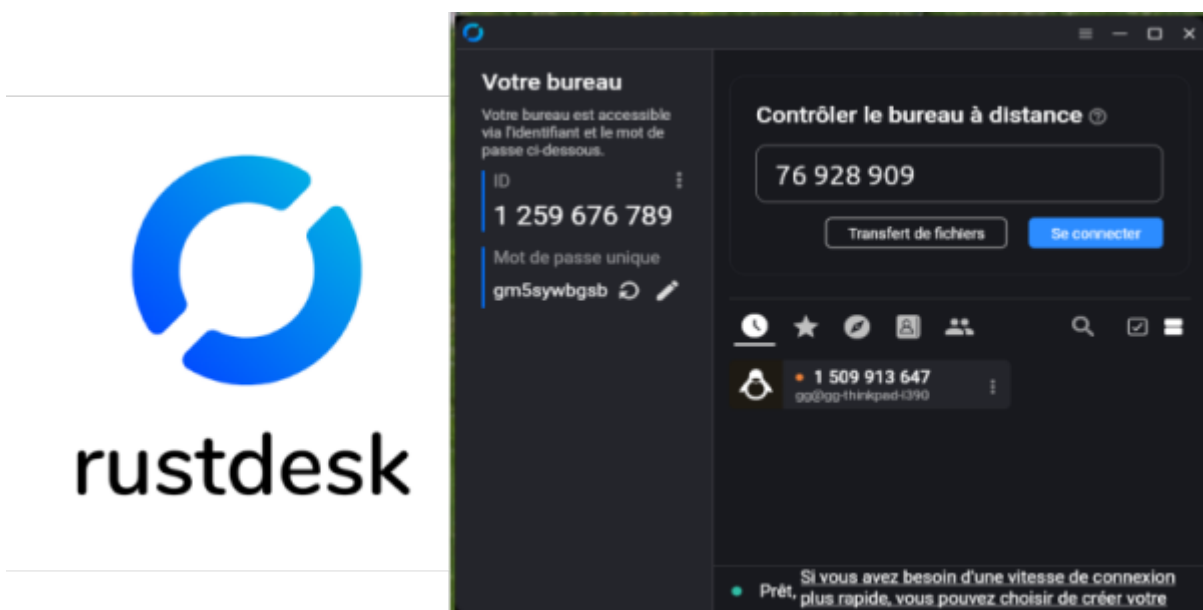 rustdesk
Votre bureau
Votre bureau est accessible
via l'identifiant et le mot de
passe ci-dessous.
ID
1 259 676 789
Mot de passe unique
gm5sywbgsb
Contrôler le bureau à distance
76 928 909
Transfert de fichiers
Se connecter
1 509 913 647
gg@gg-thinkpad-l390
Prêt, Si vous avez besoin d'une vitesse de connexion
plus rapide, vous pouvez choisir de créer votre